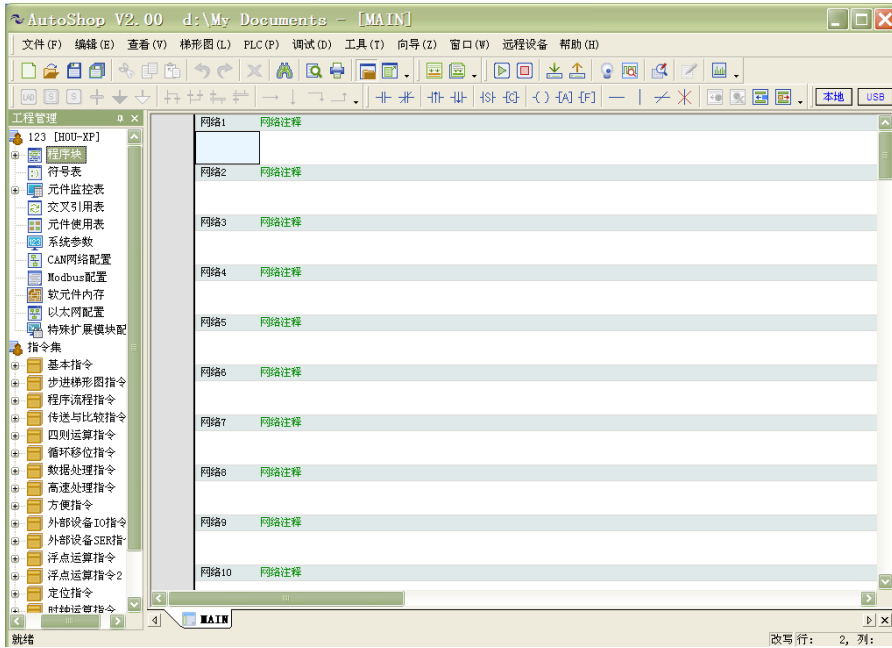 AutoShop V2.00 d:\My Documents - [MAIN]
文件(F) 编辑(E) 查看(V) 梯形图(L) PLC(P) 调试(D) 工具(T) 向导(Z) 窗口(W) 远程设备 帮助(H)
本地 USB
工程管理
123 [HOU-XP]
程序块
符号表
元件监控表
交叉引用表
元件使用表
系统参数
CAN网络配置
Modbus配置
软元件内存
以太网配置
特殊扩展模块配
指令集
基本指令
步进梯形图指令
程序流程指令
传送与比较指令
四则运算指令
循环移位指令
数据处理指令
高速处理指令
方便指令
外部设备IO指令
外部设备SER指
浮点运算指令
浮点运算指令2
定位指令
时钟运算指令
网络1 网络注释
网络2 网络注释
网络3 网络注释
网络4 网络注释
网络5 网络注释
网络6 网络注释
网络7 网络注释
网络8 网络注释
网络9 网络注释
网络10 网络注释
MAIN
就绪
改写 行: 2, 列: